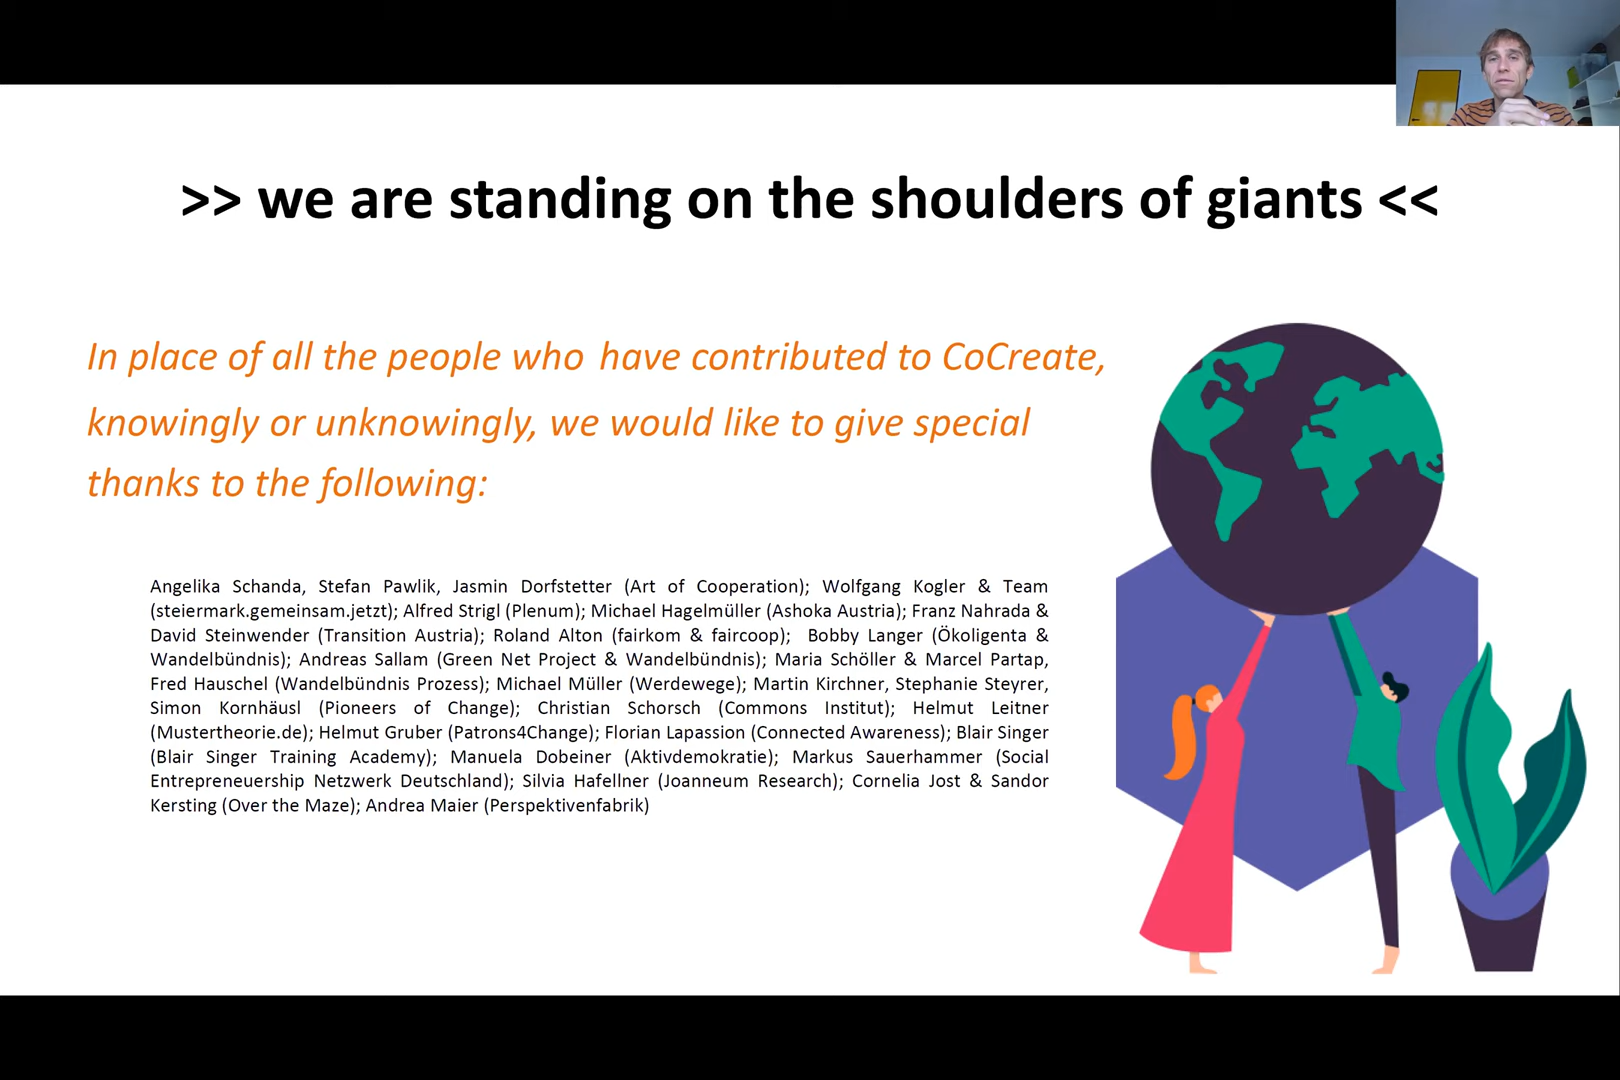 >> we are standing on the shoulders of giants <<
In place of all the people who have contributed to CoCreate,
knowingly or unknowingly, we would like to give special
thanks to the following:
Angelika Schanda, Stefan Pawlik, Jasmin Dorfstetter (Art of Cooperation); Wolfgang Kogler & Team
(steiermark.gemeinsam.jetzt); Alfred Strigl (Plenum); Michael Hagelmüller (Ashoka Austria); Franz Nahrada &
David Steinwender (Transition Austria); Roland Alton (fairkom & faircoop); Bobby Langer (Ökoligenta &
Wandelbündnis); Andreas Sallam (Green Net Project & Wandelbündnis); Maria Schöller & Marcel Partap,
Fred Hauschel (Wandelbündnis Prozess); Michael Müller (Werdewege); Martin Kirchner, Stephanie Steyrer,
Simon Kornhäusl (Pioneers of Change); Christian Schorsch (Commons Institut); Helmut Leitner
(Mustertheorie.de); Helmut Gruber (Patrons4Change); Florian Lapassion (Connected Awareness); Blair Singer
(Blair Singer Training Academy); Manuela Dobeiner (Aktivdemokratie); Markus Sauerhammer (Social
Entrepreneuership Netzwerk Deutschland); Silvia Hafellner (Joanneum Research); Cornelia Jost & Sandor
Kersting (Over the Maze); Andrea Maier (Perspektivenfabrik)